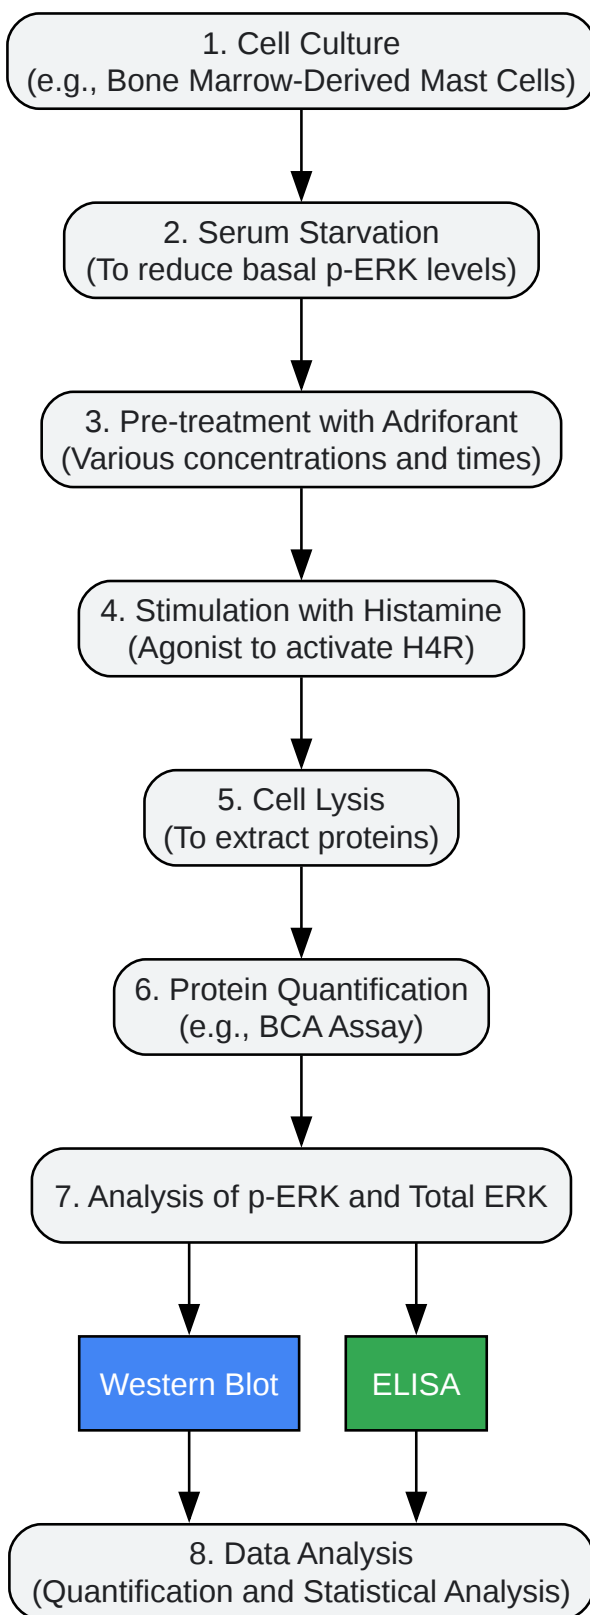 1. Cell Culture
(e.g., Bone Marrow-Derived Mast Cells)
2. Serum Starvation
(To reduce basal p-ERK levels)
3. Pre-treatment with Adriforant
(Various concentrations and times)
4. Stimulation with Histamine
(Agonist to activate H4R)
5. Cell Lysis
(To extract proteins)
6. Protein Quantification
(e.g., BCA Assay)
7. Analysis of p-ERK and Total ERK
Western Blot
ELISA
8. Data Analysis
(Quantification and Statistical Analysis)